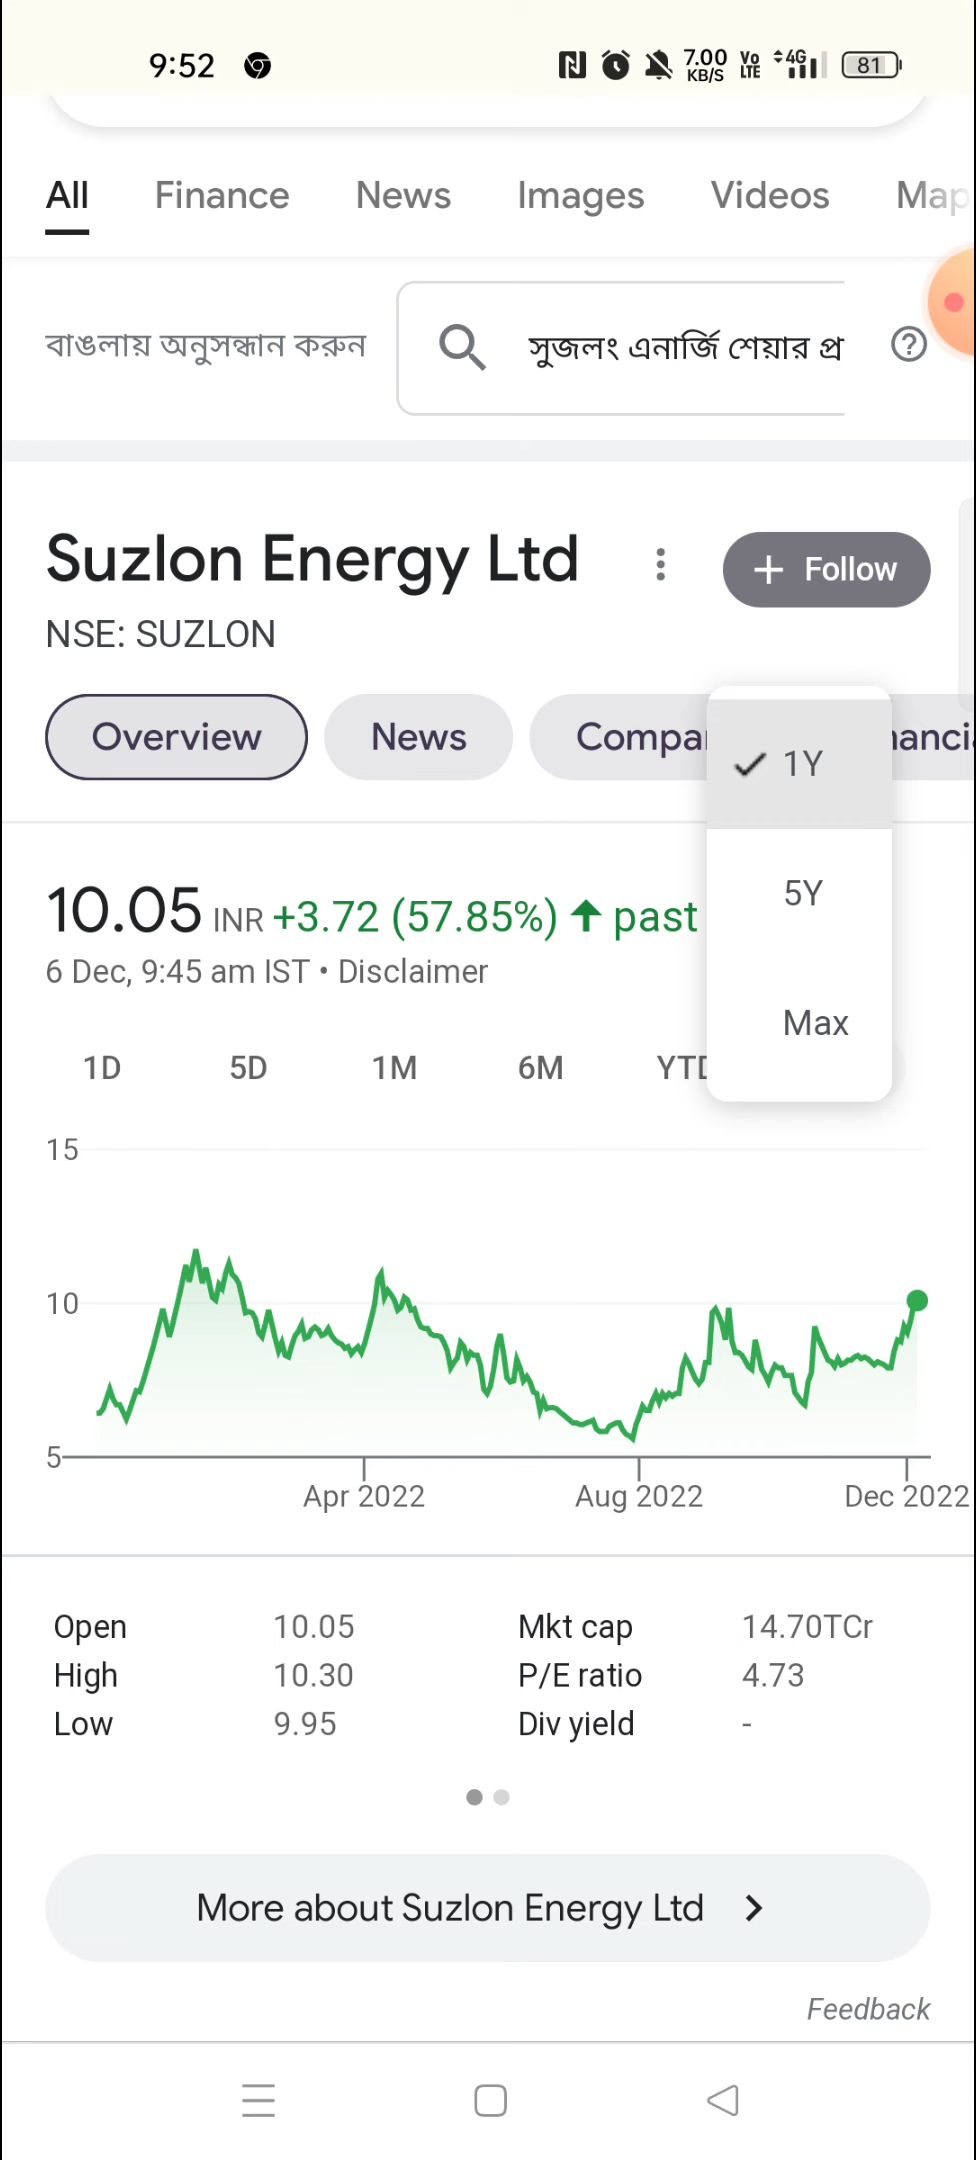 9:52 7.00 KB/S Vo LTE 4G 81
All Finance News Images Videos Map
বাঙলায় অনুসন্ধান করুন সুজলং এনার্জি শেয়ার প্র
Suzlon Energy Ltd + Follow
NSE: SUZLON
Overview News
1Y
5Y
Max
10.05 INR +3.72 (57.85%) past
6 Dec, 9:45 am IST • Disclaimer
1D 5D 1M 6M YTD
15
10
5
Apr 2022 Aug 2022 Dec 2022
Open 10.05 Mkt cap 14.70TCr
High 10.30 P/E ratio 4.73
Low 9.95 Div yield -
More about Suzlon Energy Ltd
Feedback